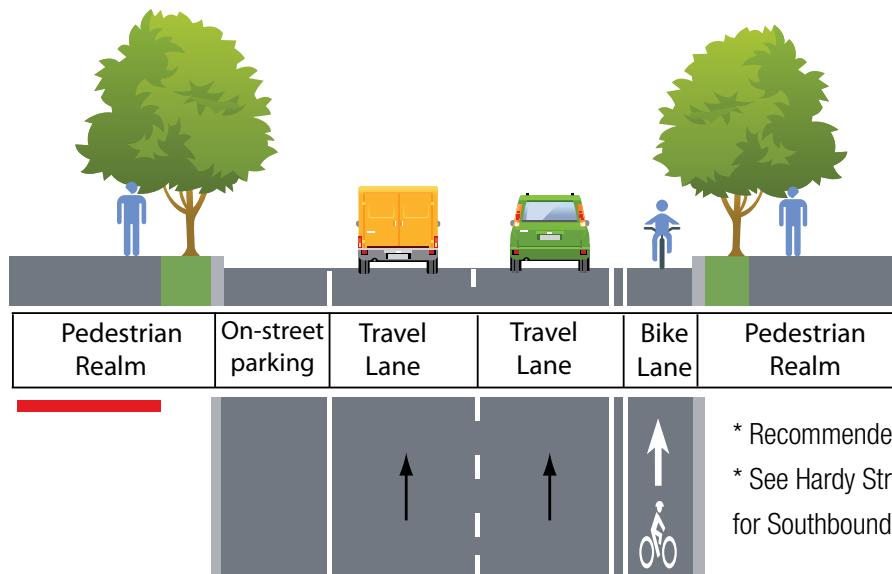 Pedestrian
Realm
On-street
parking
Travel
Lane
Travel
Lane
Bike
Lane
Pedestrian
Realm
* Recommende
* See Hardy Str
for Southbound